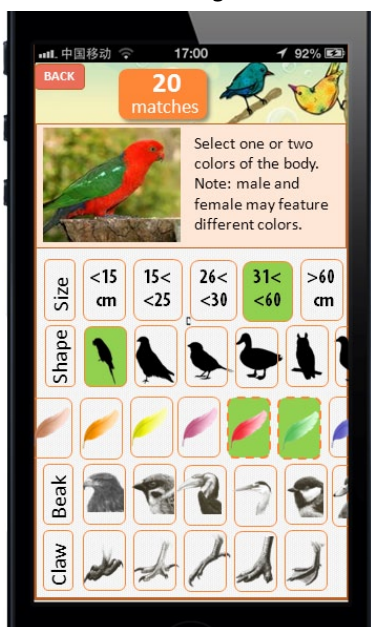 中国移动 17:00 92%
BACK
20
matches
Select one or two
colors of the body.
Note: male and
female may feature
different colors.
Size
<15
cm
15<
<25
26<
<30
31<
<60
>60
cm
Shape
Beak
Claw